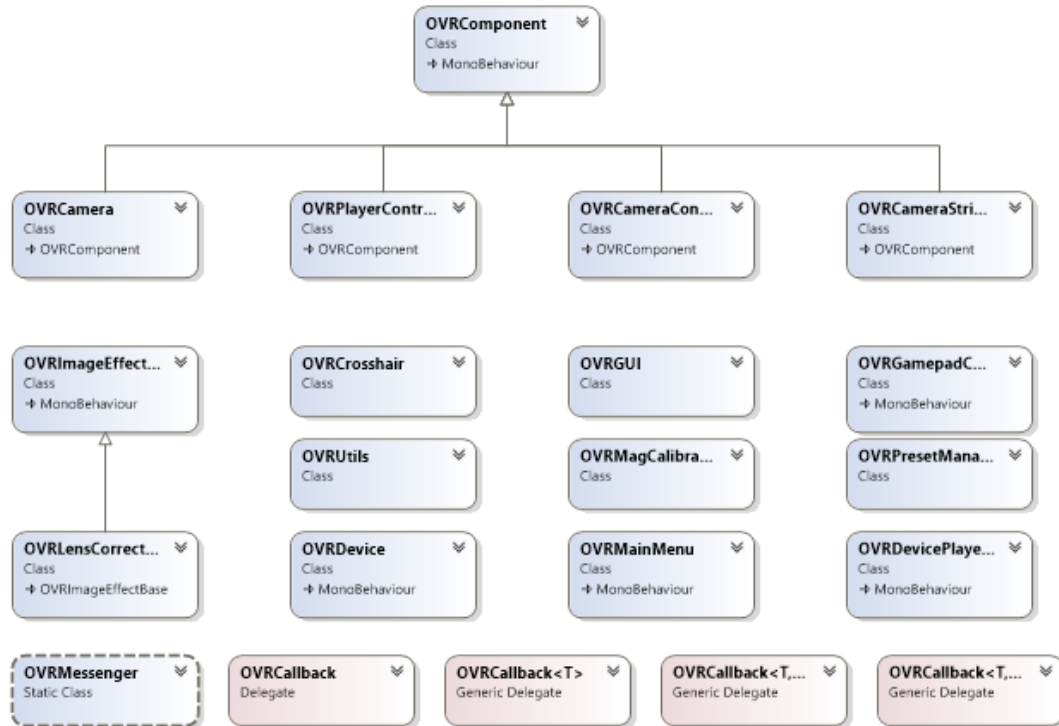 OVRComponent
Class
MonoBehaviour
OVRCamera
Class
OVRComponent
OVRPlayerContr...
Class
OVRComponent
OVRCameraCon...
Class
OVRComponent
OVRCameraStri...
Class
OVRComponent
OVRImageEffect...
Class
MonoBehaviour
OVRCrosshair
Class
OVRGUI
Class
OVRGamepadC...
Class
MonoBehaviour
OVRUtils
Class
OVRMagCalibra...
Class
OVRPresetMana...
Class
OVRLensCorrect...
Class
OVRImageEffectBase
OVRDevice
Class
MonoBehaviour
OVRMainMenu
Class
MonoBehaviour
OVRDevicePlaye...
Class
MonoBehaviour
OVRMessenger
Static Class
OVRCallback
Delegate
OVRCallback<T>
Generic Delegate
OVRCallback<T,...
Generic Delegate
OVRCallback<T,...
Generic Delegate